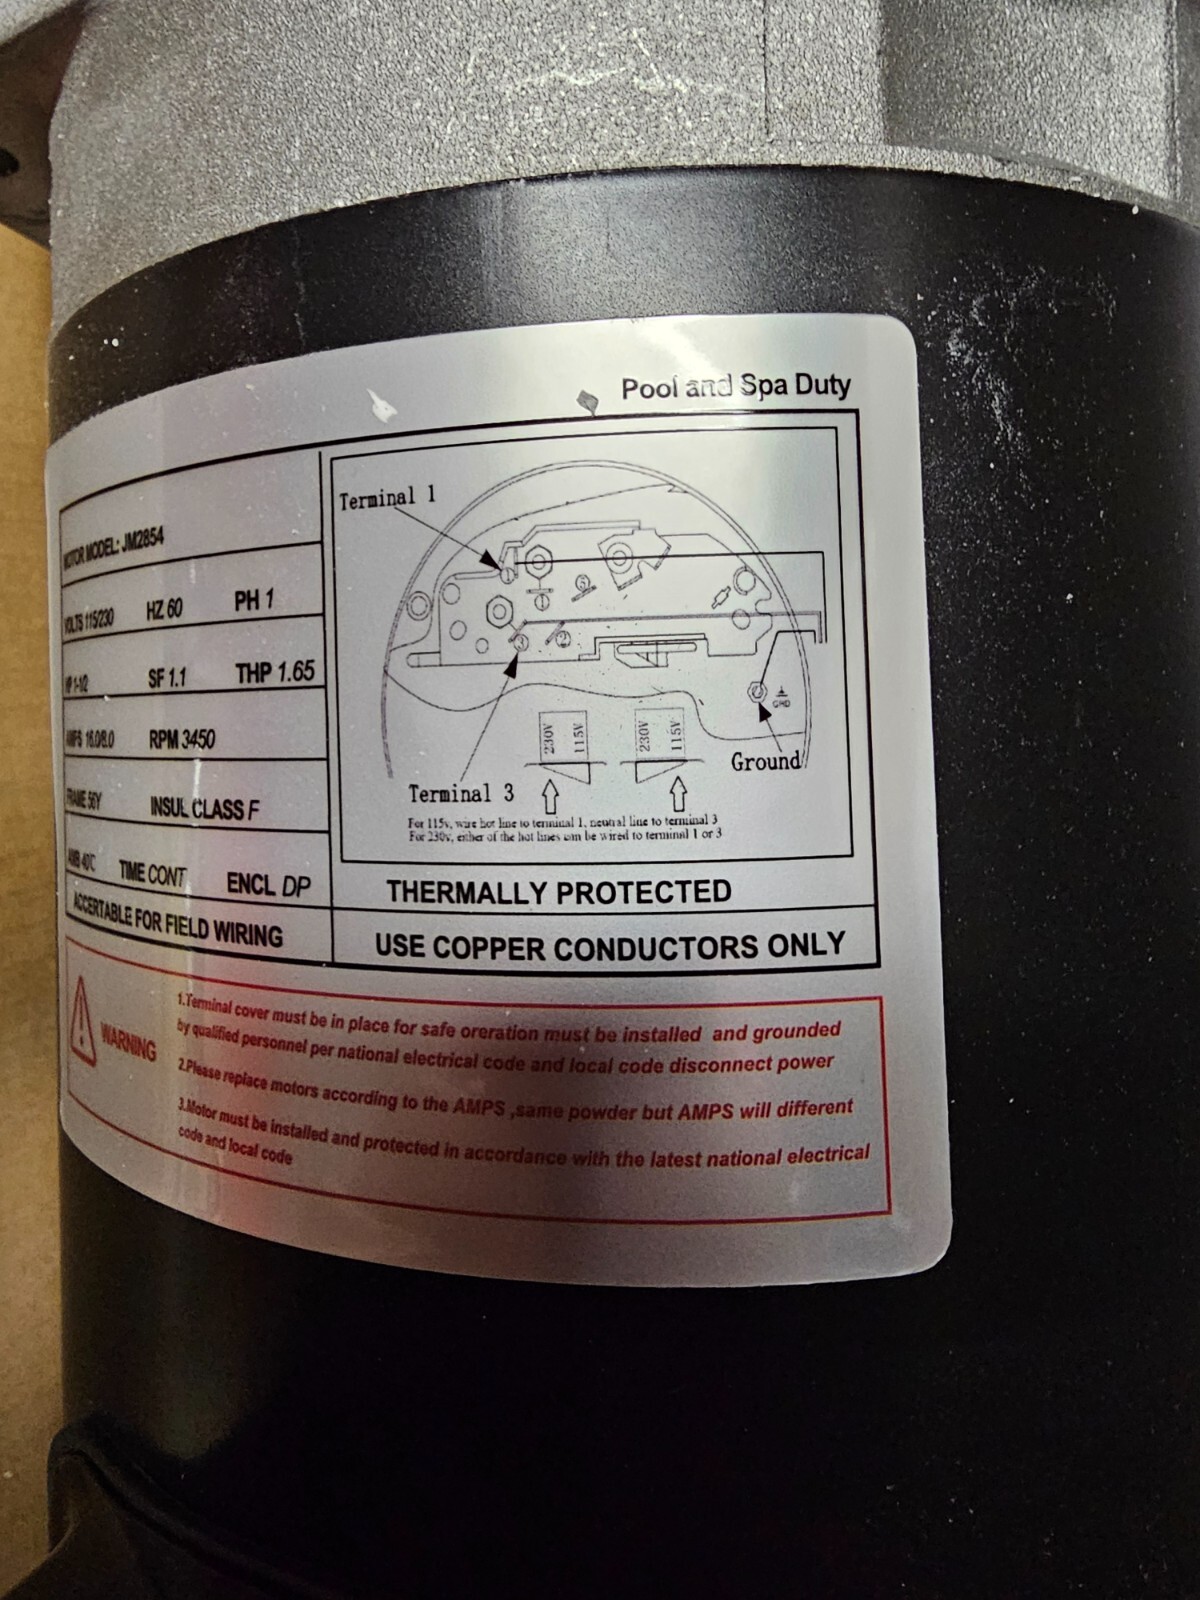 Pool and Spa Duty
MOTOR MODEL: JM2854
VOLTS 115/230 HZ 60 PH 1
HP 1-1/2 SF 1.1 THP 1.65
AMPS 16.0/8.0 RPM 3450
FRAME 56Y INSUL CLASS F
AMB 40°C TIME CONT ENCL DP
ACCERTABLE FOR FIELD WIRING
Terminal 1
1
1
3
3
2
GRD
230V 115V 230V 115V
Ground
Terminal 3
For 115v, wire hot line to terminal 1, neutral line to terminal 3
For 230v, either of the hot lines can be wired to terminal 1 or 3
THERMALLY PROTECTED
USE COPPER CONDUCTORS ONLY
WARNING
1.Terminal cover must be in place for safe oreration must be installed and grounded
by qualified personnel per national electrical code and local code disconnect power
2.Please replace motors according to the AMPS ,same powder but AMPS will different
3.Motor must be installed and protected in accordance with the latest national electrical
code and local code